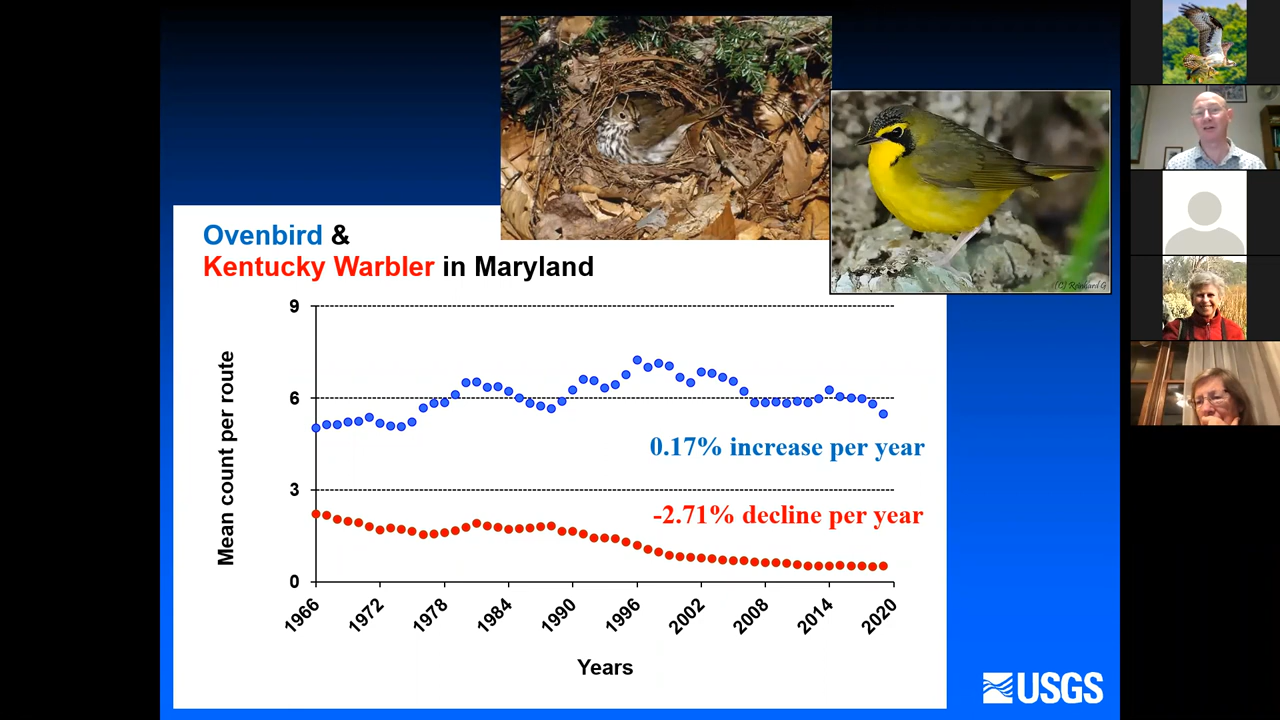 (C) Reinhard G
Ovenbird &
Kentucky Warbler in Maryland
Mean count per route
9
6
3
0
0.17% increase per year
-2.71% decline per year
1966
1972
1978
1984
1990
1996
2002
2008
2014
2020
Years
USGS